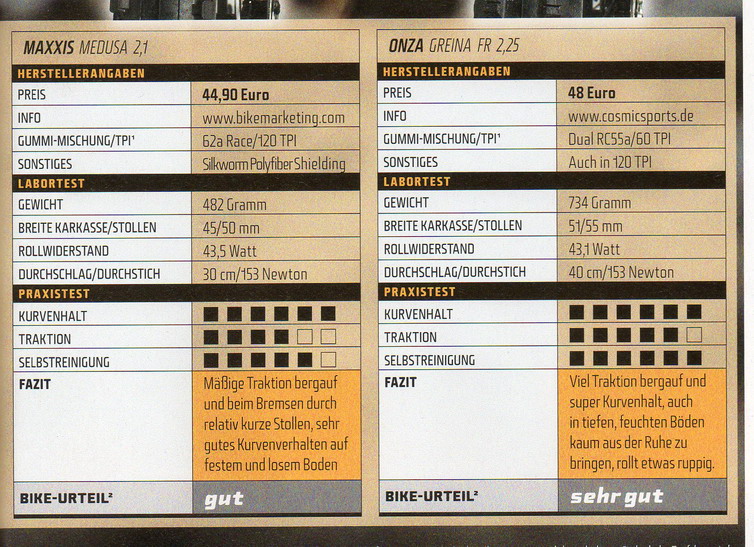 MAXXIS MEDUSA 2,1
HERSTELLERANGABEN
PREIS 44,90 Euro
INFO www.bikemarketing.com
GUMMI-MISCHUNG/TPI¹ 62a Race/120 TPI
SONSTIGES Silkworm Polyfiber Shielding
LABORTEST
GEWICHT 482 Gramm
BREITE KARKASSE/STOLLEN 45/50 mm
ROLLWIDERSTAND 43,5 Watt
DURCHSCHLAG/DURCHSTICH 30 cm/153 Newton
PRAXISTEST
KURVENHALT
TRAKTION
SELBSTREINIGUNG
FAZIT Mäßige Traktion bergauf
und beim Bremsen durch
relativ kurze Stollen, sehr
gutes Kurvenverhalten auf
festem und losem Boden
BIKE-URTEIL² gut
ONZA GREINA FR 2,25
HERSTELLERANGABEN
PREIS 48 Euro
INFO www.cosmicsports.de
GUMMI-MISCHUNG/TPI¹ Dual RC55a/60 TPI
SONSTIGES Auch in 120 TPI
LABORTEST
GEWICHT 734 Gramm
BREITE KARKASSE/STOLLEN 51/55 mm
ROLLWIDERSTAND 43,1 Watt
DURCHSCHLAG/DURCHSTICH 40 cm/153 Newton
PRAXISTEST
KURVENHALT
TRAKTION
SELBSTREINIGUNG
FAZIT Viel Traktion bergauf und
super Kurvenhalt, auch
in tiefen, feuchten Böden
kaum aus der Ruhe zu
bringen, rollt etwas ruppig.
BIKE-URTEIL² sehr gut